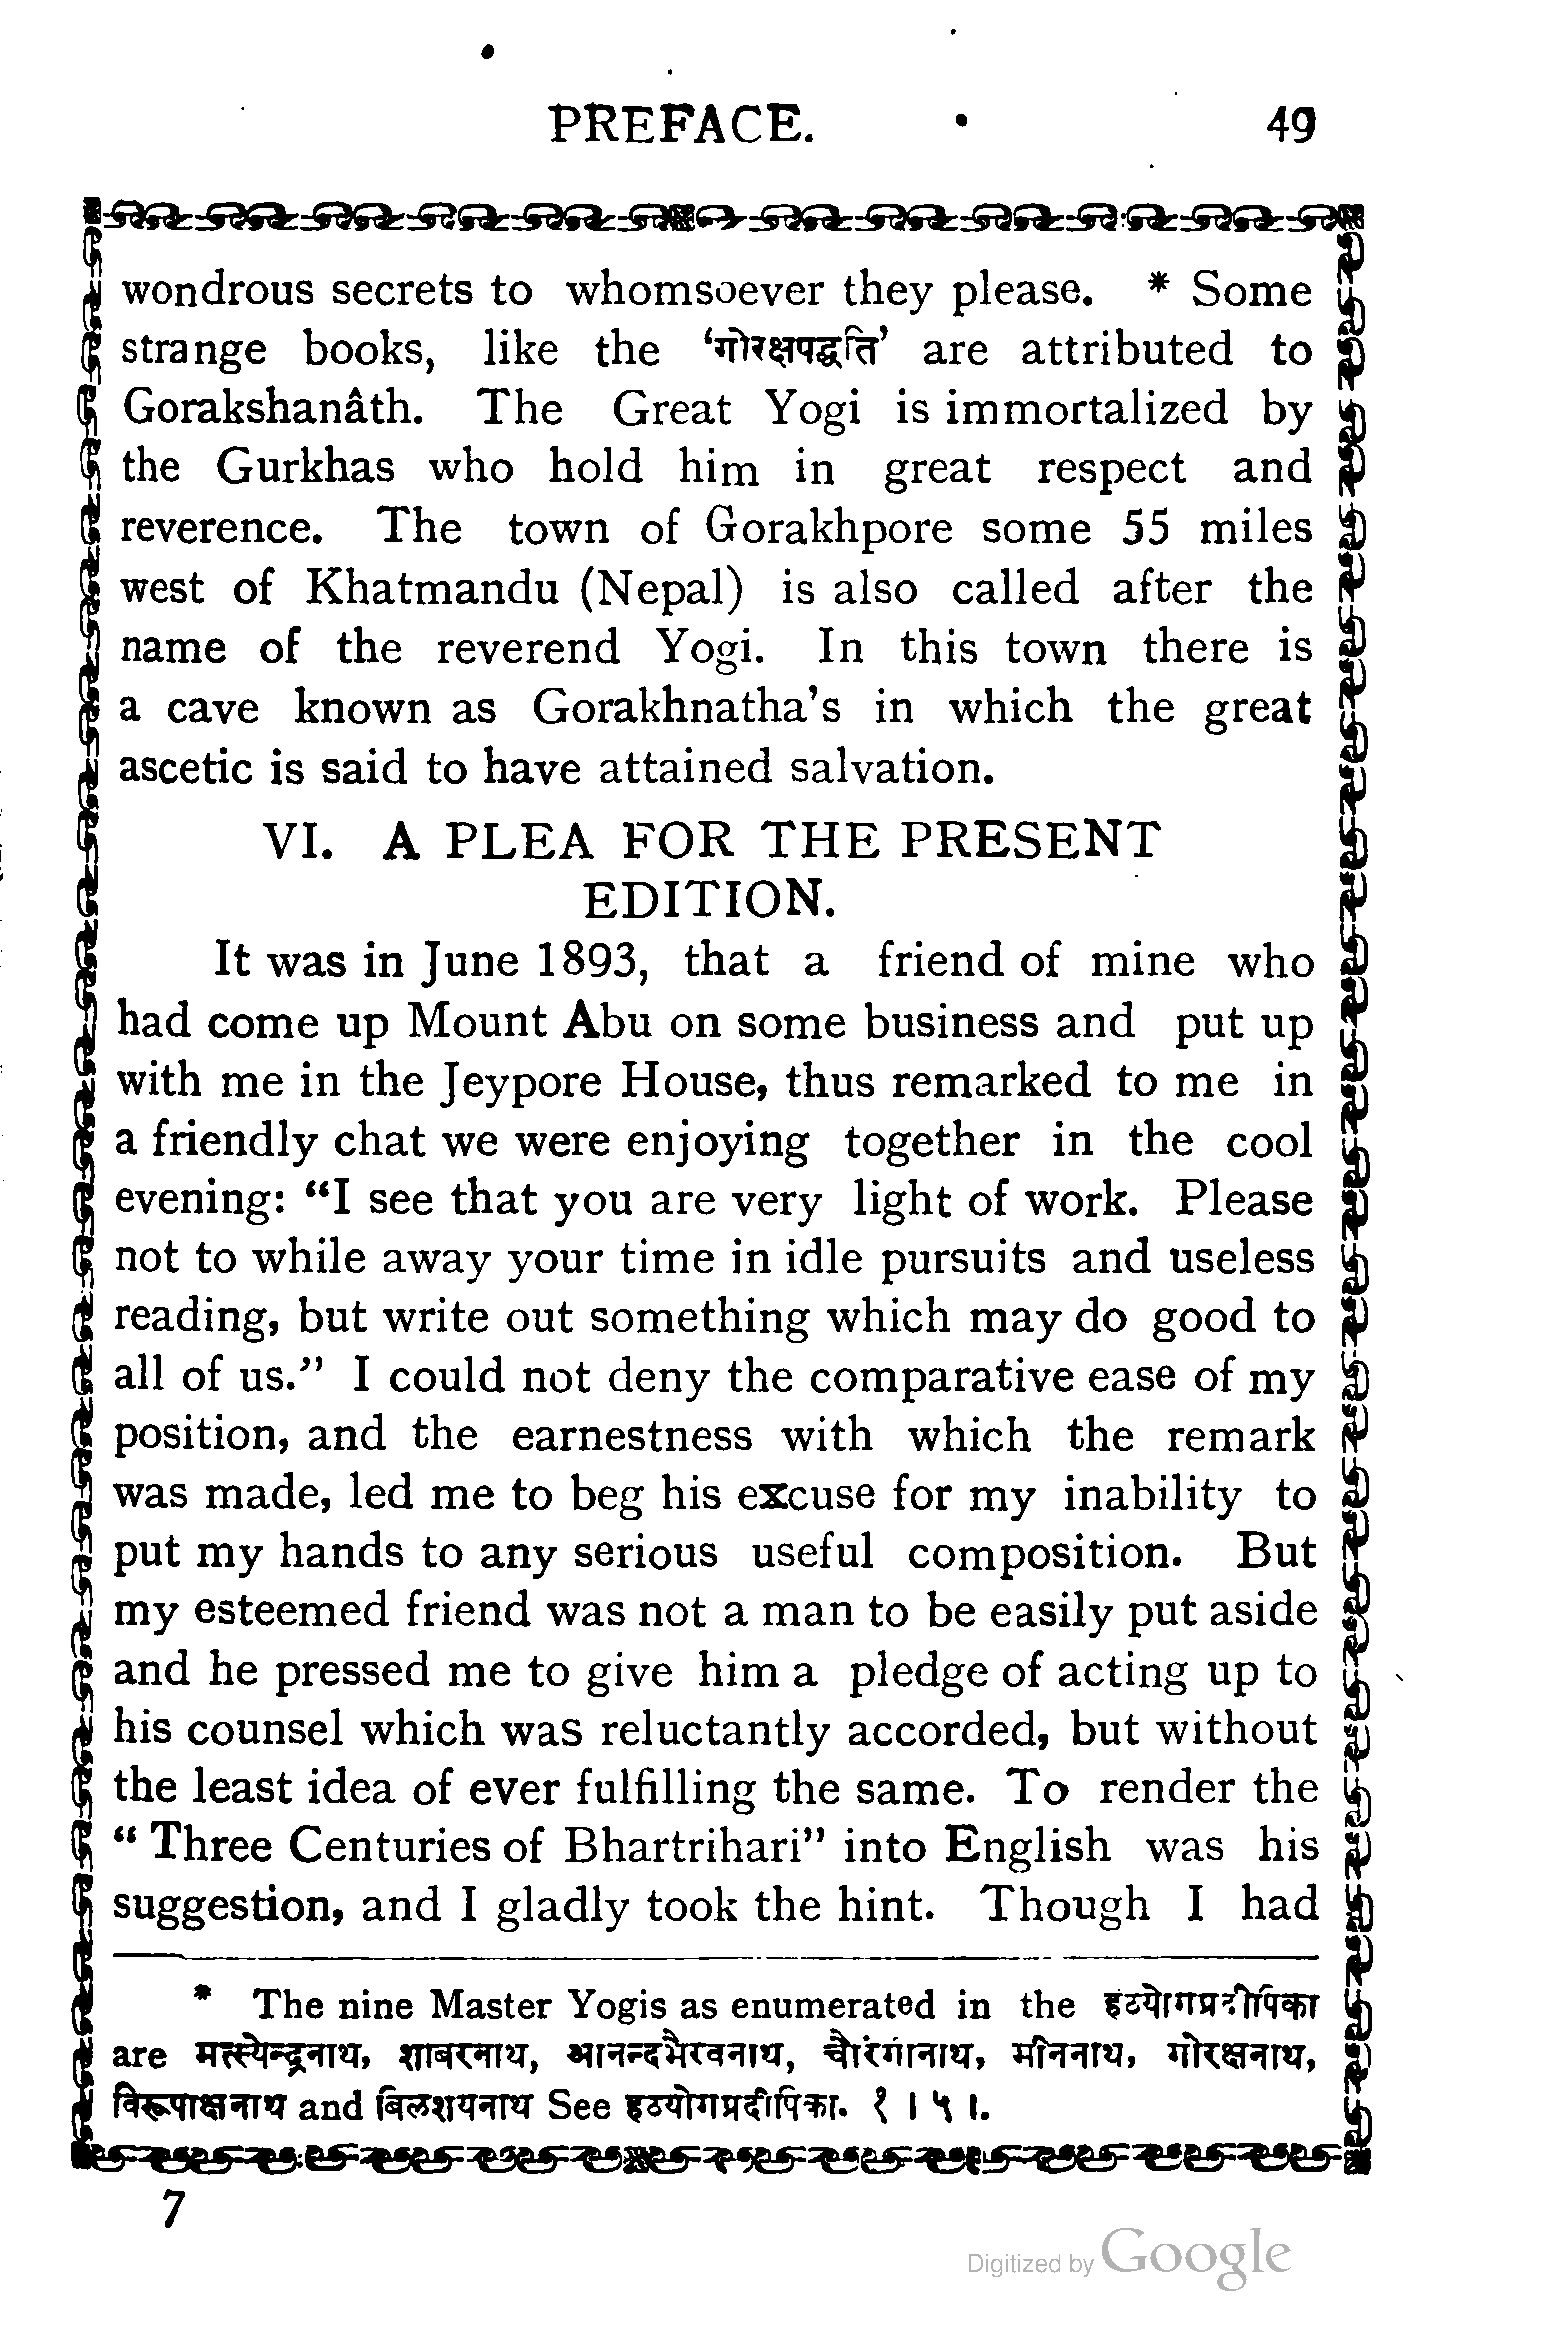 PREFACE. 49
wondrous secrets to whomsoever they please. * Some
strange books, like the ‘गोरक्षपद्धति’ are attributed to
Gorakshanâth. The Great Yogi is immortalized by
the Gurkhas who hold him in great respect and
reverence. The town of Gorakhpore some 55 miles
west of Khatmandu (Nepal) is also called after the
name of the reverend Yogi. In this town there is
a cave known as Gorakhnatha’s in which the great
ascetic is said to have attained salvation.
VI. A PLEA FOR THE PRESENT
EDITION.
It was in June 1893, that a friend of mine who
had come up Mount Abu on some business and put up
with me in the Jeypore House, thus remarked to me in
a friendly chat we were enjoying together in the cool
evening: “I see that you are very light of work. Please
not to while away your time in idle pursuits and useless
reading, but write out something which may do good to
all of us.” I could not deny the comparative ease of my
position, and the earnestness with which the remark
was made, led me to beg his excuse for my inability to
put my hands to any serious useful composition. But
my esteemed friend was not a man to be easily put aside
and he pressed me to give him a pledge of acting up to
his counsel which was reluctantly accorded, but without
the least idea of ever fulfilling the same. To render the
“ Three Centuries of Bhartrihari” into English was his
suggestion, and I gladly took the hint. Though I had
* The nine Master Yogis as enumerated in the हठयोगप्रदीपिका
are मत्स्येन्द्रनाथ, शाबरनाथ, आनन्दभैरवनाथ, चौरंगीनाथ, मीननाथ, गोरक्षनाथ,
विरूपाक्षनाथ and बिलशयनाथ See हठयोगप्रदीपिका. १ । ५ ।.
7
Digitized by Google